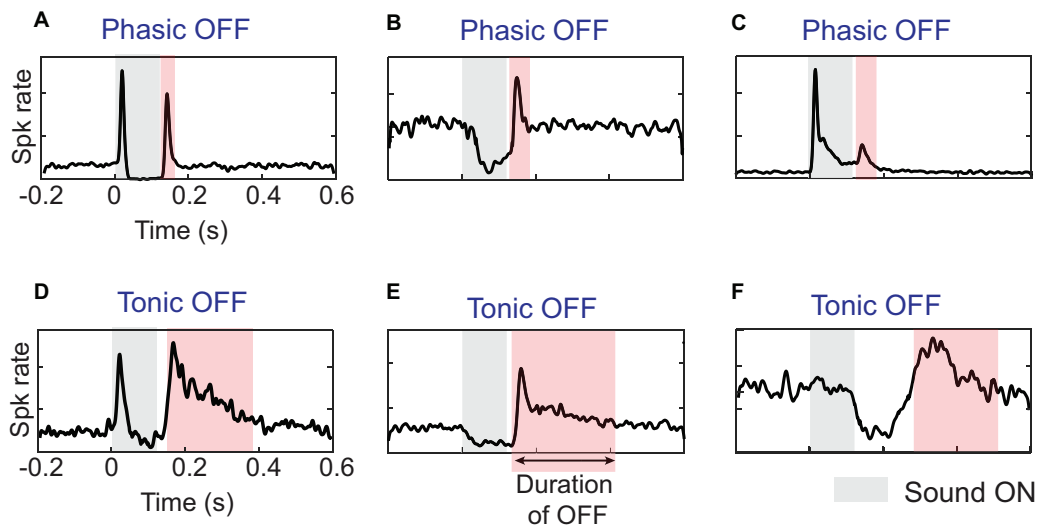 A
Phasic OFF
B
Phasic OFF
C
Phasic OFF
Spk rate
-0.2 0 0.2 0.4 0.6
Time (s)
D
Tonic OFF
E
Tonic OFF
F
Tonic OFF
Spk rate
-0.2 0 0.2 0.4 0.6
Time (s)
Duration
of OFF
Sound ON